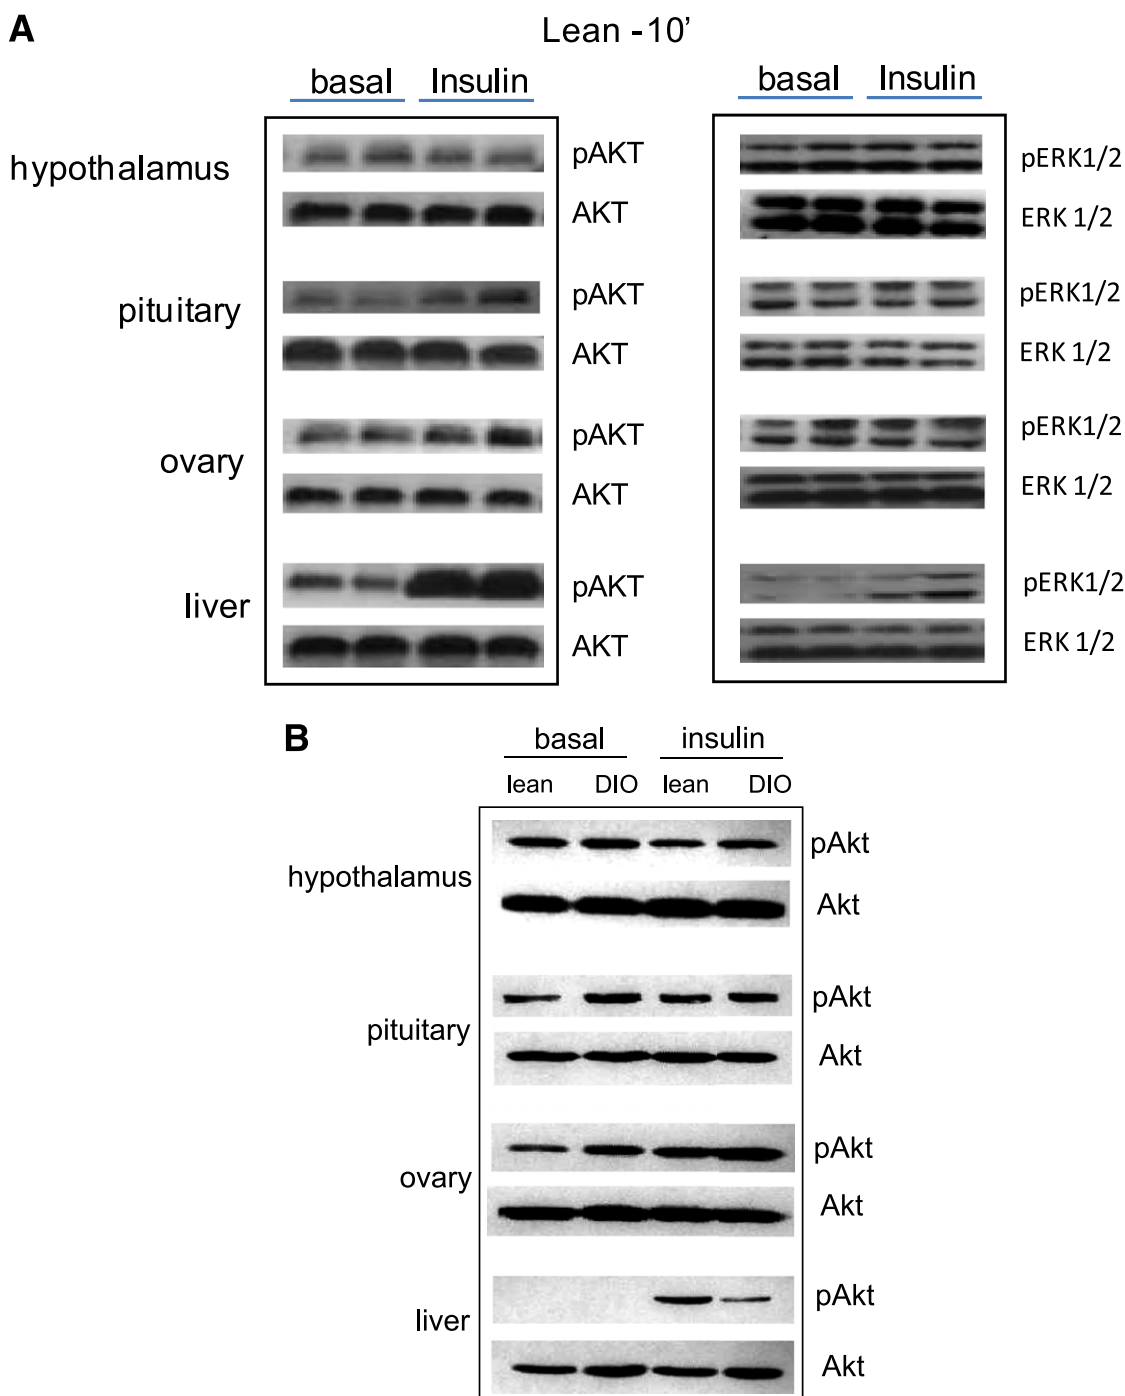 A
Lean -10’
basal Insulin
basal Insulin
hypothalamus
pAKT
AKT
pERK1/2
ERK 1/2
pituitary
pAKT
AKT
pERK1/2
ERK 1/2
ovary
pAKT
AKT
pERK1/2
ERK 1/2
liver
pAKT
AKT
pERK1/2
ERK 1/2
B
basal insulin
lean DIO lean DIO
hypothalamus
pAkt
Akt
pituitary
pAkt
Akt
ovary
pAkt
Akt
liver
pAkt
Akt